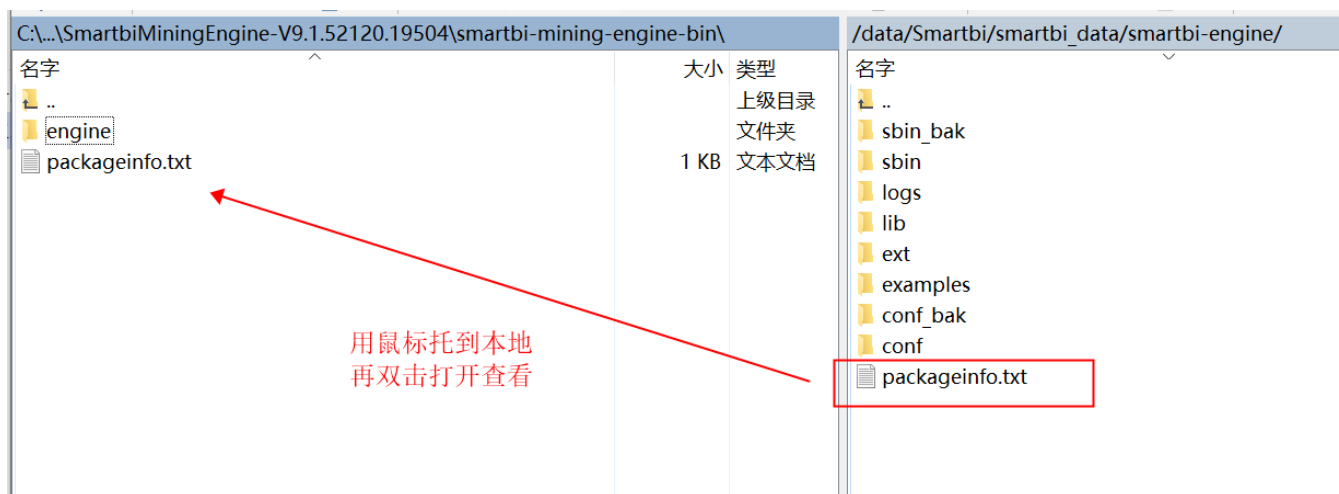 C:\...\SmartbiMiningEngine-V9.1.52120.19504\smartbi-mining-engine-bin\
名字 大小 类型
.. 上级目录
engine 文件夹
packageinfo.txt 1 KB 文本文档
/data/Smartbi/smartbi_data/smartbi-engine/
名字
..
sbin_bak
sbin
logs
lib
ext
examples
conf_bak
conf
packageinfo.txt
用鼠标托到本地
再双击打开查看